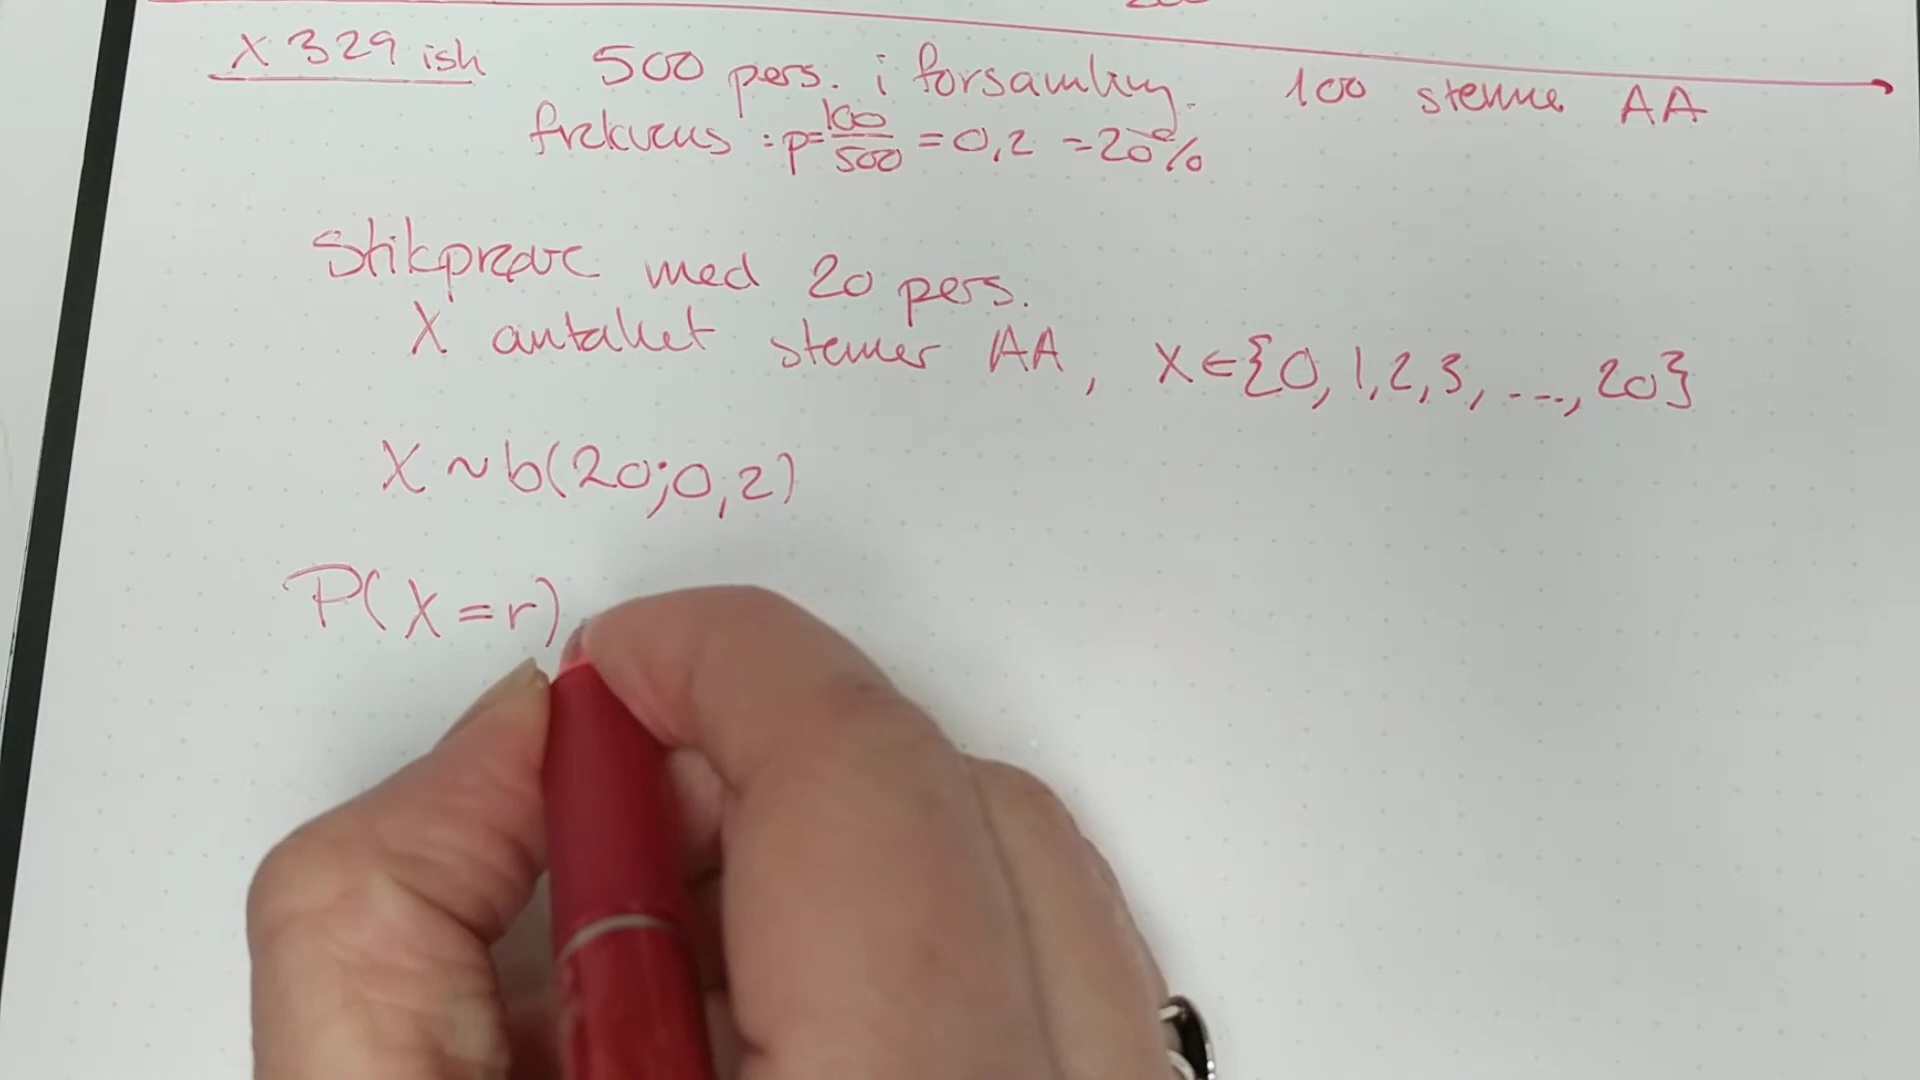 X 329 ish 500 pers. i forsamling. 100 stemme AA
frekvens : p = 100/500 = 0,2 = 20%
Stikprøve med 20 pers.
X antallet stemmer AA, X ∈ {0, 1, 2, 3, ..., 20}
X ~ b(20; 0,2)
P(X = r)